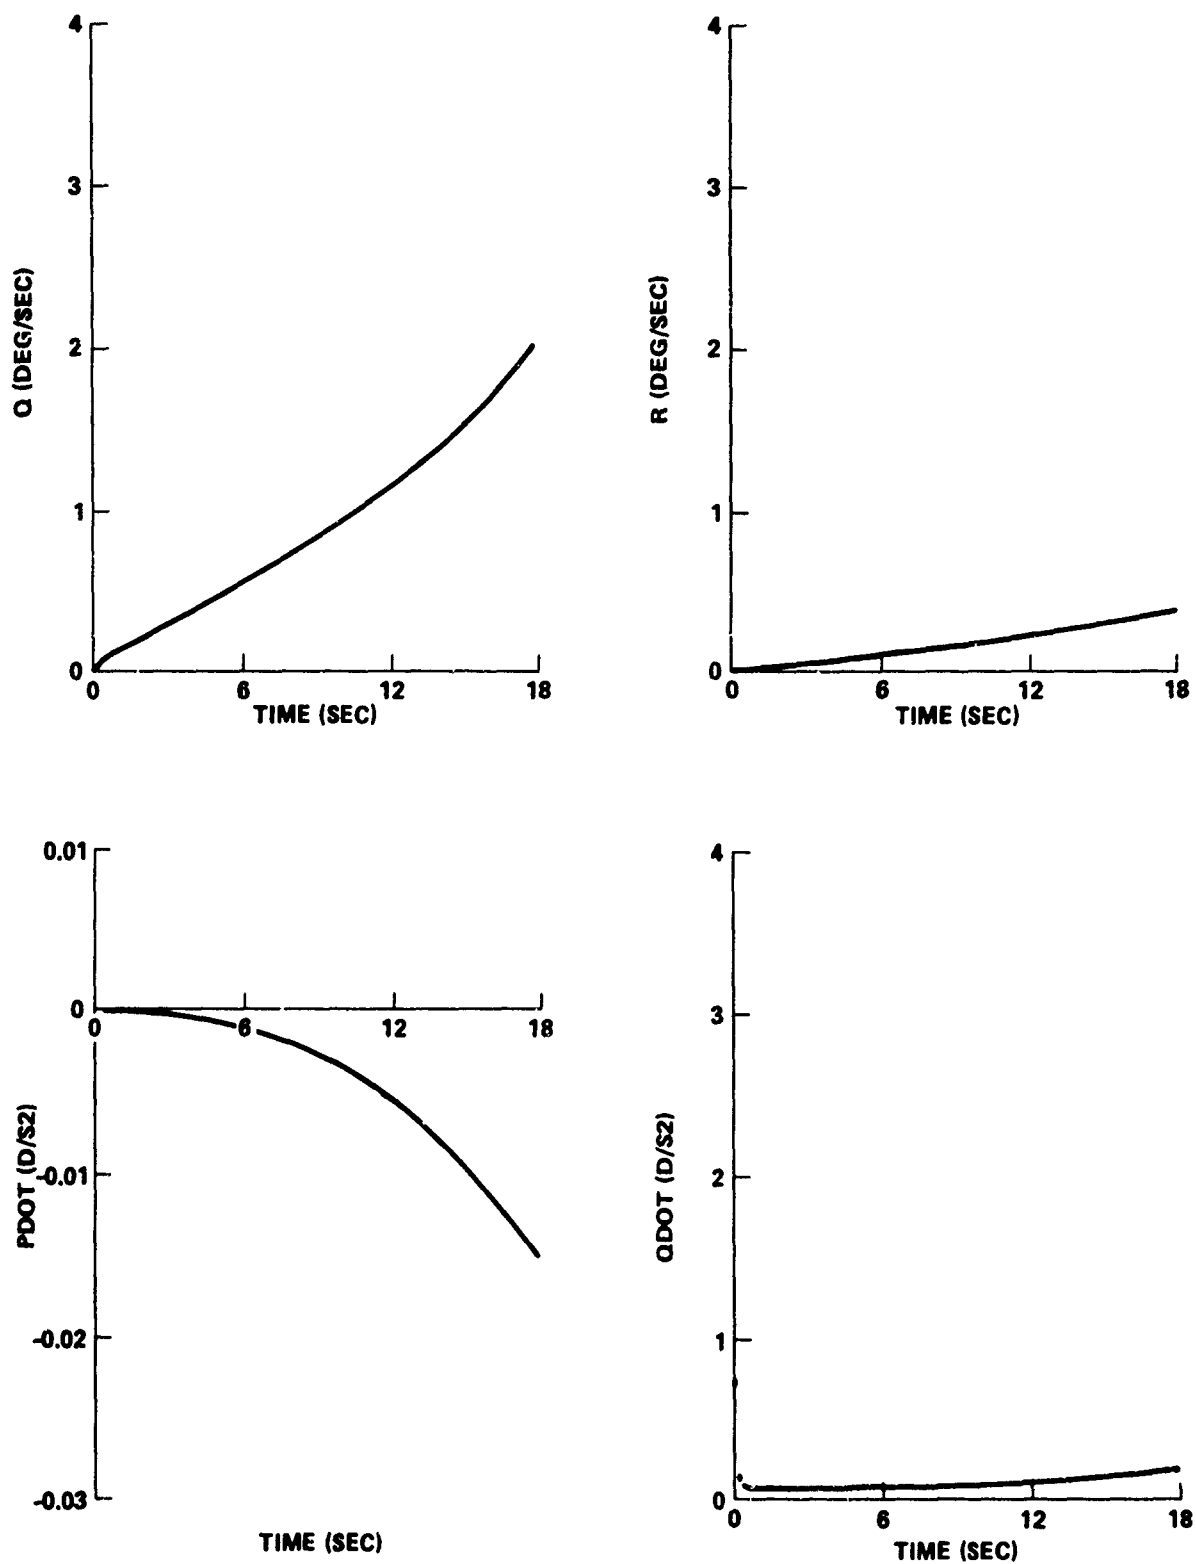 4
3
2
1
0
Q (DEG/SEC)
0 6 12 18
TIME (SEC)
4
3
2
1
0
R (DEG/SEC)
0 6 12 18
TIME (SEC)
0.01
0
-0.01
-0.02
-0.03
PDOT (D/S2)
0 6 12 18
TIME (SEC)
4
3
2
1
0
QDOT (D/S2)
0 6 12 18
TIME (SEC)